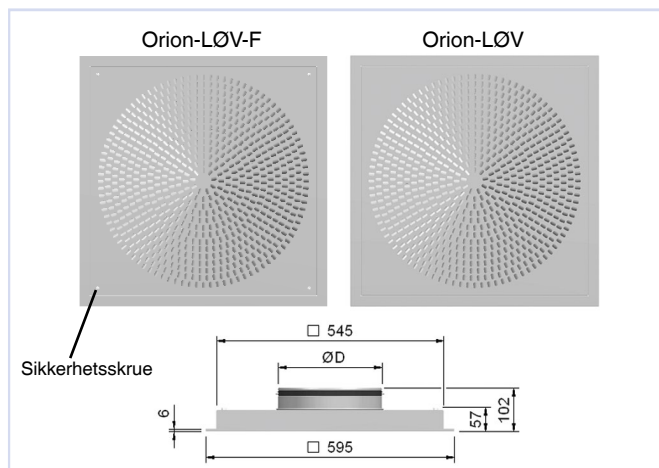 Orion-LØV-F
Orion-LØV
Sikkerhetsskrue
□ 545
ØD
6
57
102
□ 595